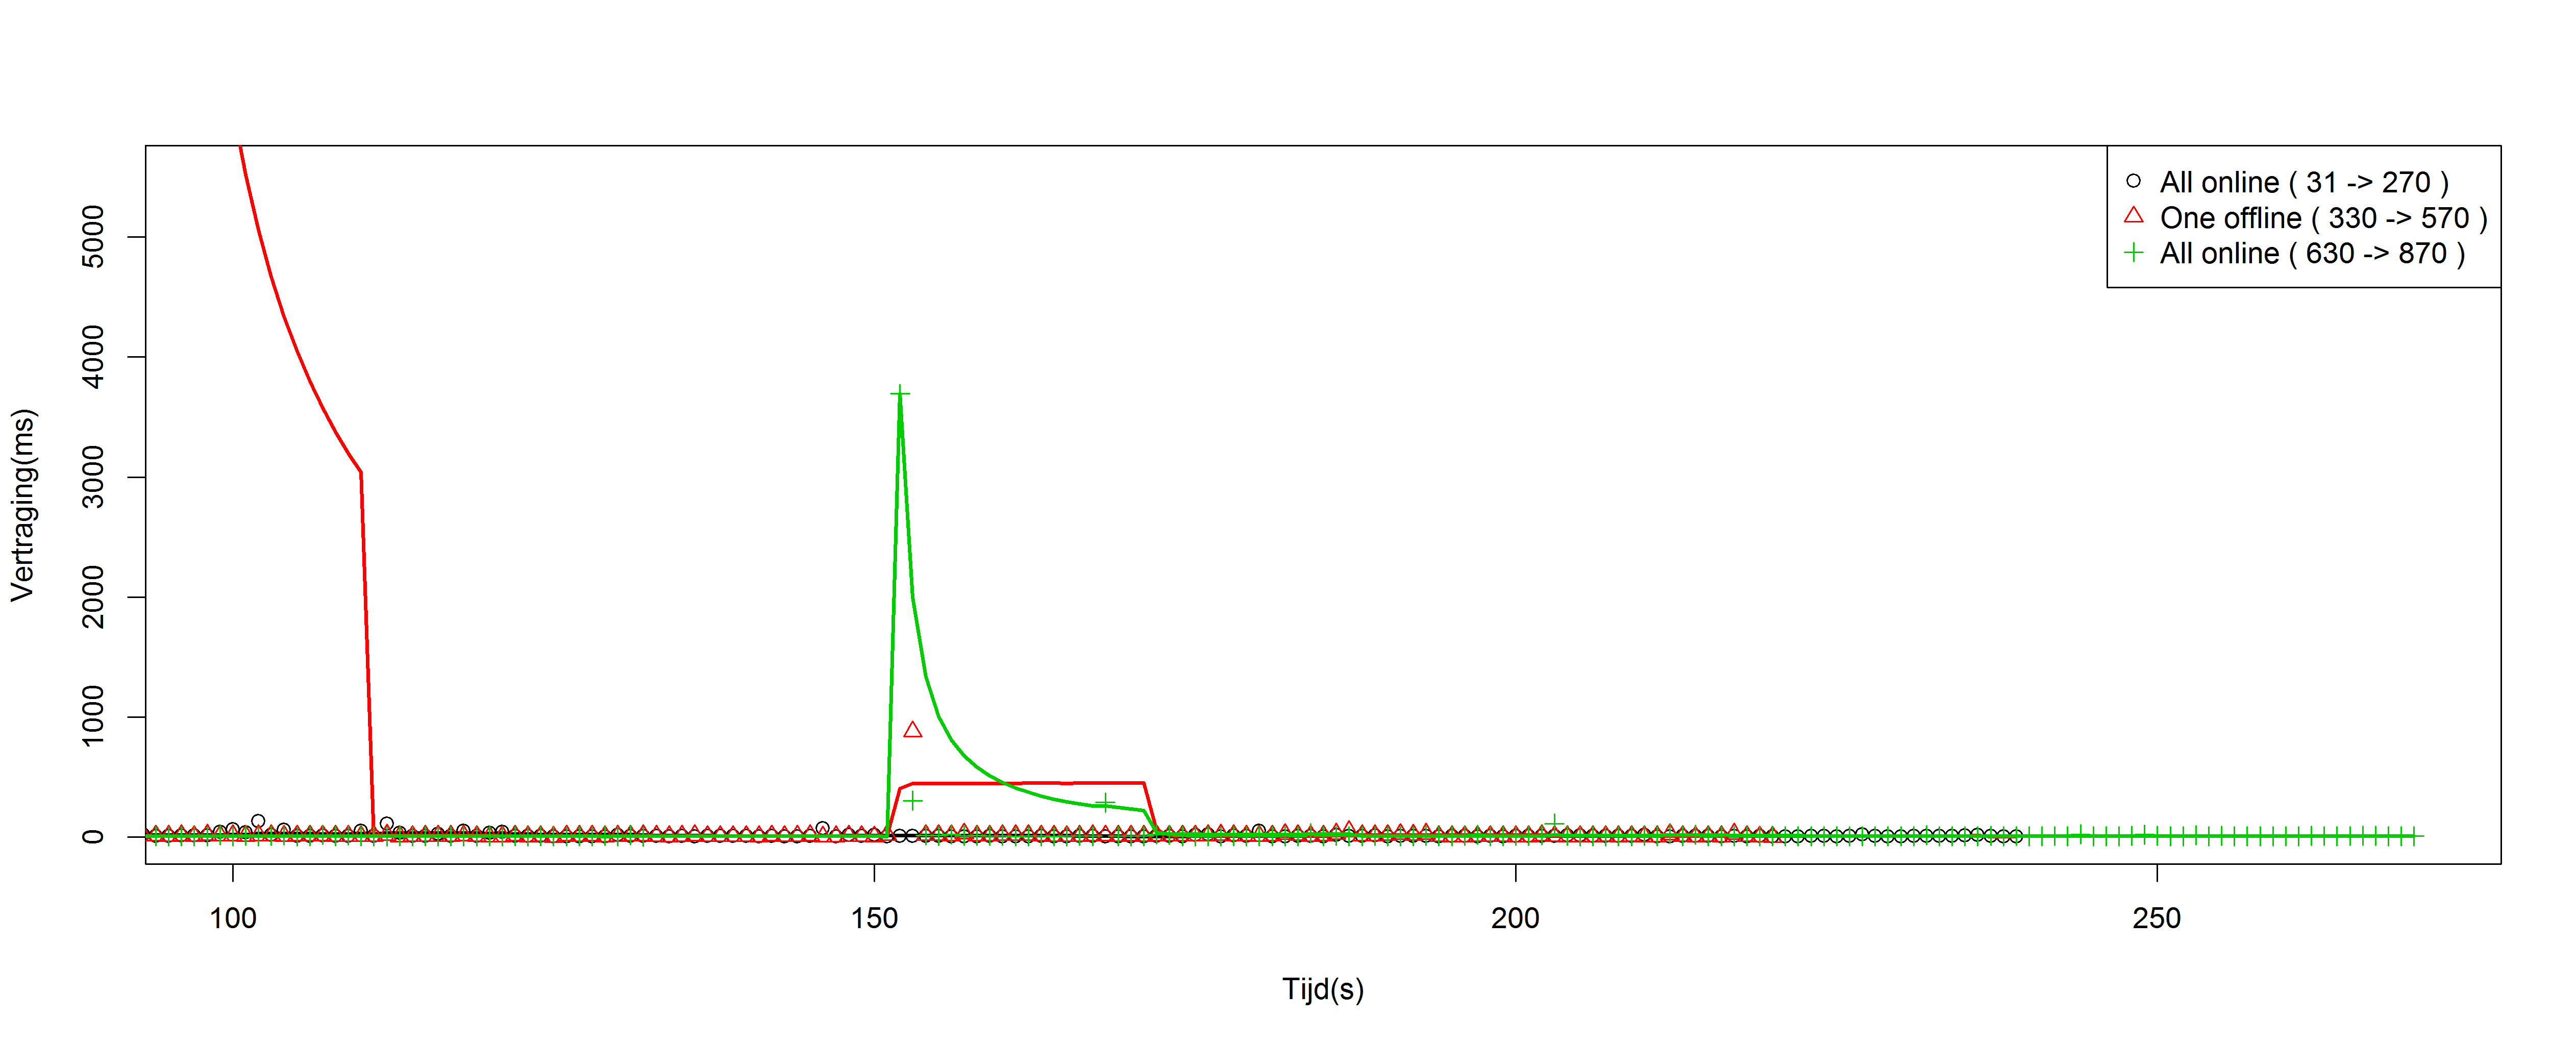 All online ( 31 -> 270 )
One offline ( 330 -> 570 )
All online ( 630 -> 870 )
Vertraging(ms)
5000
4000
3000
2000
1000
0
100 150 200 250
Tijd(s)